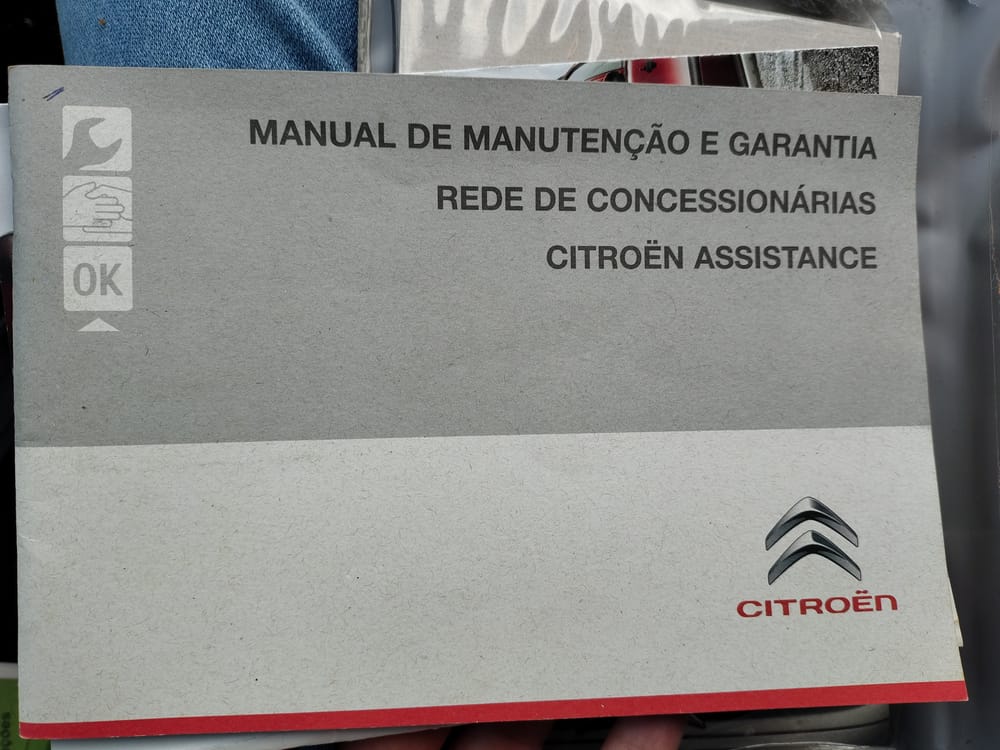 MANUAL DE MANUTENÇÃO E GARANTIA
REDE DE CONCESSIONÁRIAS
CITROËN ASSISTANCE
OK
CITROËN